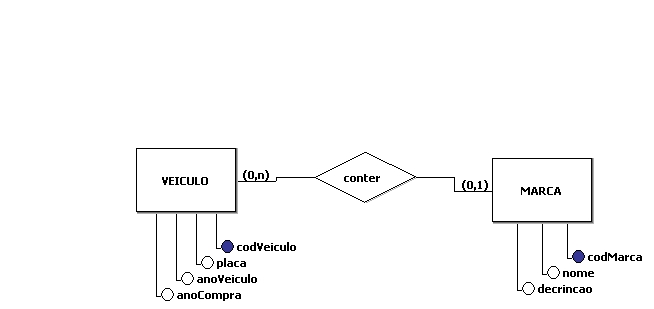 VEICULO
(0,n)
conter
(0,1)
MARCA
codVeiculo
placa
anoVeiculo
anoCompra
codMarca
nome
decrincao